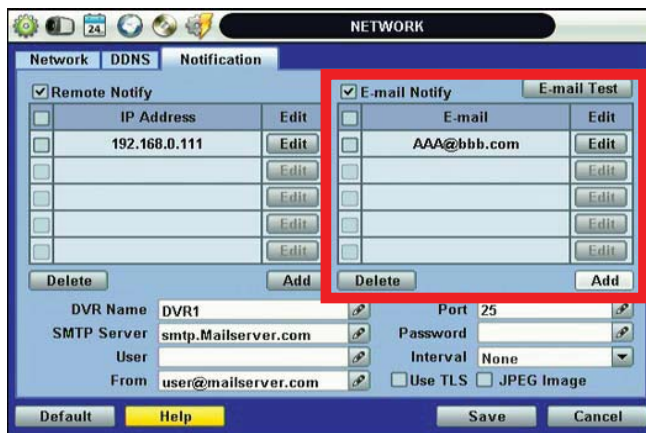 24
NETWORK
Network DDNS Notification
Remote Notify
IP Address Edit
192.168.0.111 Edit
Edit
Edit
Edit
Edit
Delete Add
E-mail Notify E-mail Test
E-mail Edit
AAA@bbb.com Edit
Edit
Edit
Edit
Edit
Delete Add
DVR Name DVR1
SMTP Server smtp.Mailserver.com
User
From user@mailserver.com
Port 25
Password
Interval None
Use TLS JPEG Image
Default Help Save Cancel